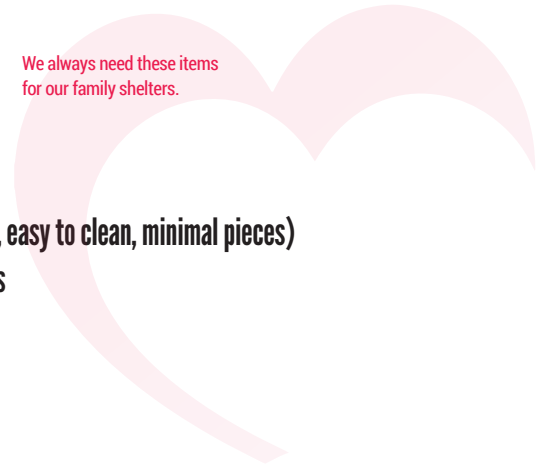 We always need these items
for our family shelters.
, easy to clean, minimal pieces)
s